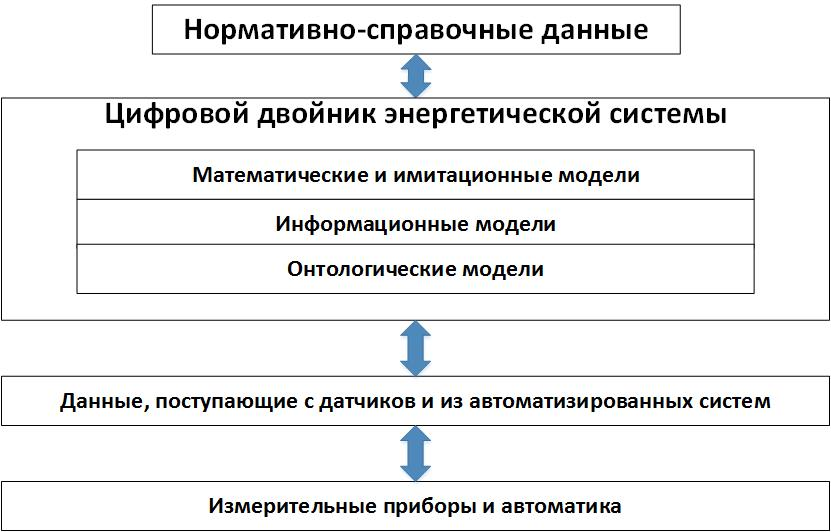 Нормативно-справочные данные
Цифровой двойник энергетической системы
Математические и имитационные модели
Информационные модели
Онтологические модели
Данные, поступающие с датчиков и из автоматизированных систем
Измерительные приборы и автоматика